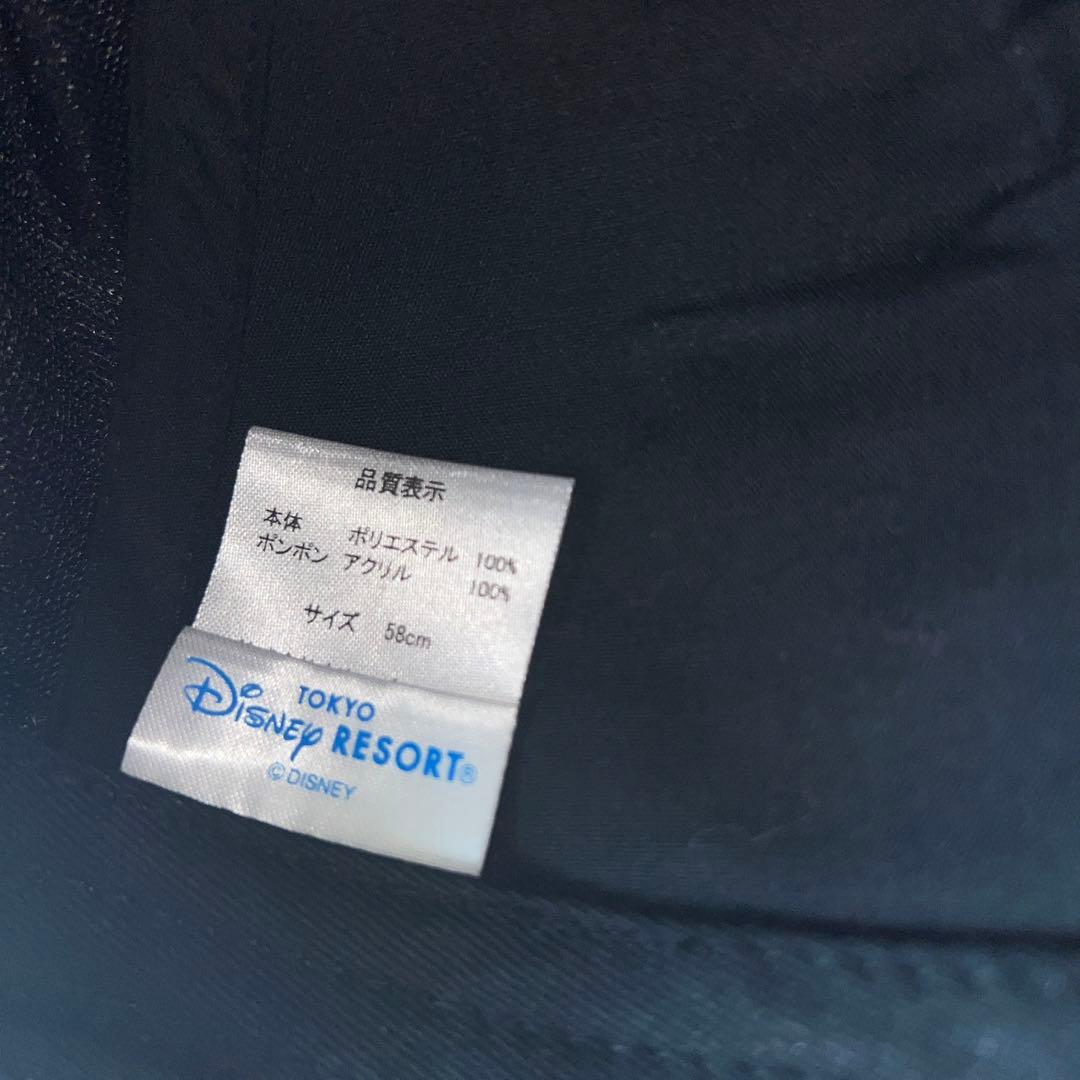 品質表示
本体 ポリエステル 100%
ポンポン アクリル 100%
サイズ 58cm
TOKYO
DISNEY RESORT®
© DISNEY